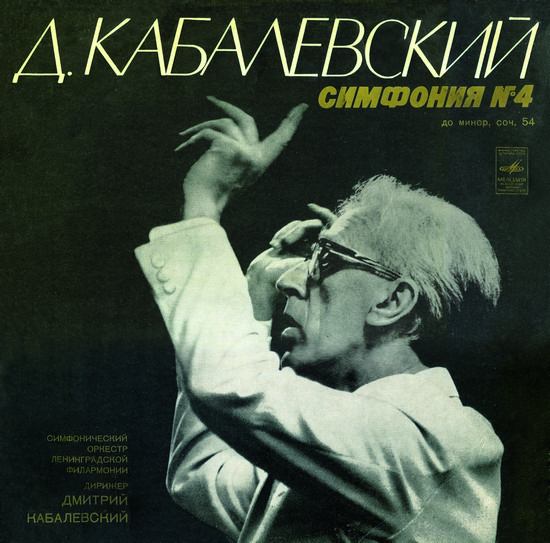 Д. КАБАЛЕВСКИЙ
СИМФОНИЯ №4
до минор, соч. 54
МЕЛОДИЯ
СИМФОНИЧЕСКИЙ
ОРКЕСТР
ЛЕНИНГРАДСКОЙ
ФИЛАРМОНИИ
ДИРИЖЕР
ДМИТРИЙ
КАБАЛЕВСКИЙ